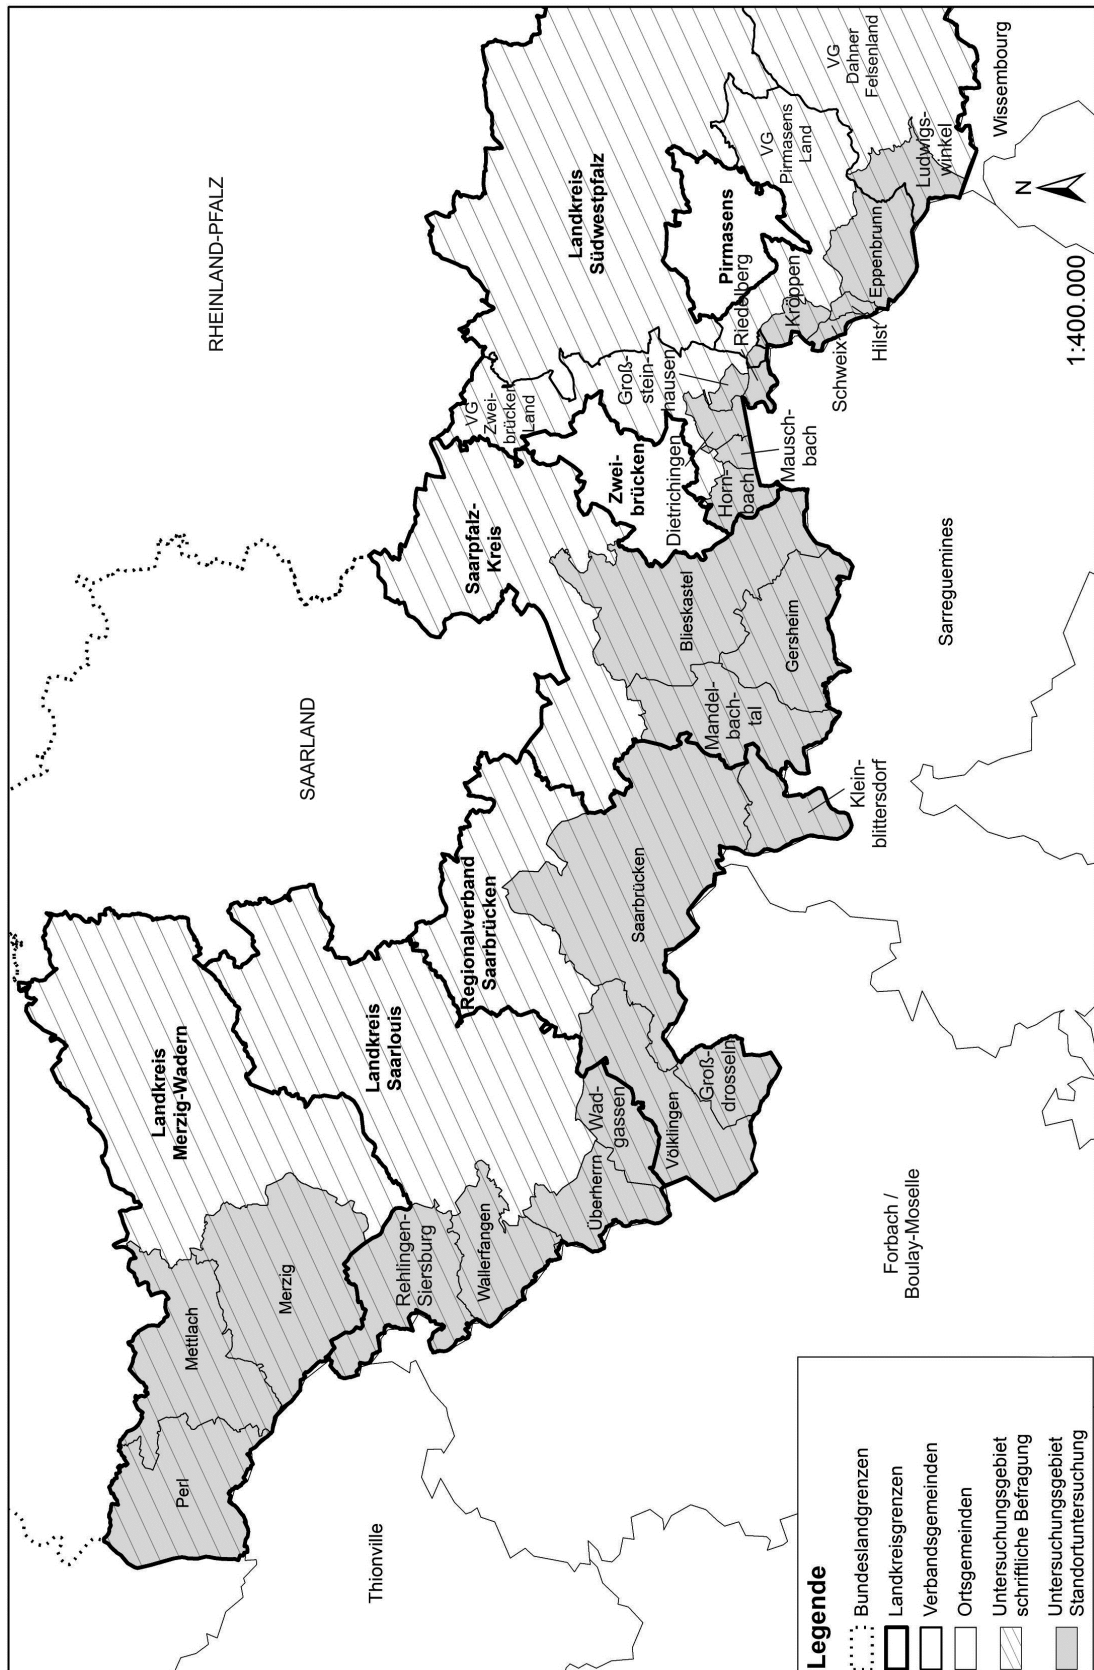 RHEINLAND-PFALZ
SAARLAND
Landkreis
Merzig-Wadern
Landkreis
Saarlouis
Regionalverband
Saarbrücken
Saarpfalz-
Kreis
Landkreis
Südwestpfalz
Zwei-
brücken
Pirmasens
VG
Zwei-
brücken
Land
VG
Pirmasens
Land
VG
Dahner
Felsenland
Perl
Mettlach
Merzig
Rehlingen-
Siersburg
Wallerfangen
Überherrn
Wad-
gassen
Völklingen
Groß-
drosseln
Saarbrücken
Klein-
blittersdorf
Mandel-
bach-
tal
Blieskastel
Gersheim
Dietrichingen
Horn-
bach
Mausch-
bach
Groß-
stein-
hausen
Riedelberg
Kröppen
Schweix
Hilst
Eppenbrunn
Ludwigs-
winkel
Thionville
Forbach /
Boulay-Moselle
Sarreguemines
Wissembourg
N
1:400.000
Legende
Bundeslandgrenzen
Landkreisgrenzen
Verbandsgemeinden
Ortsgemeinden
Untersuchungsgebiet
schriftliche Befragung
Untersuchungsgebiet
Standortuntersuchung